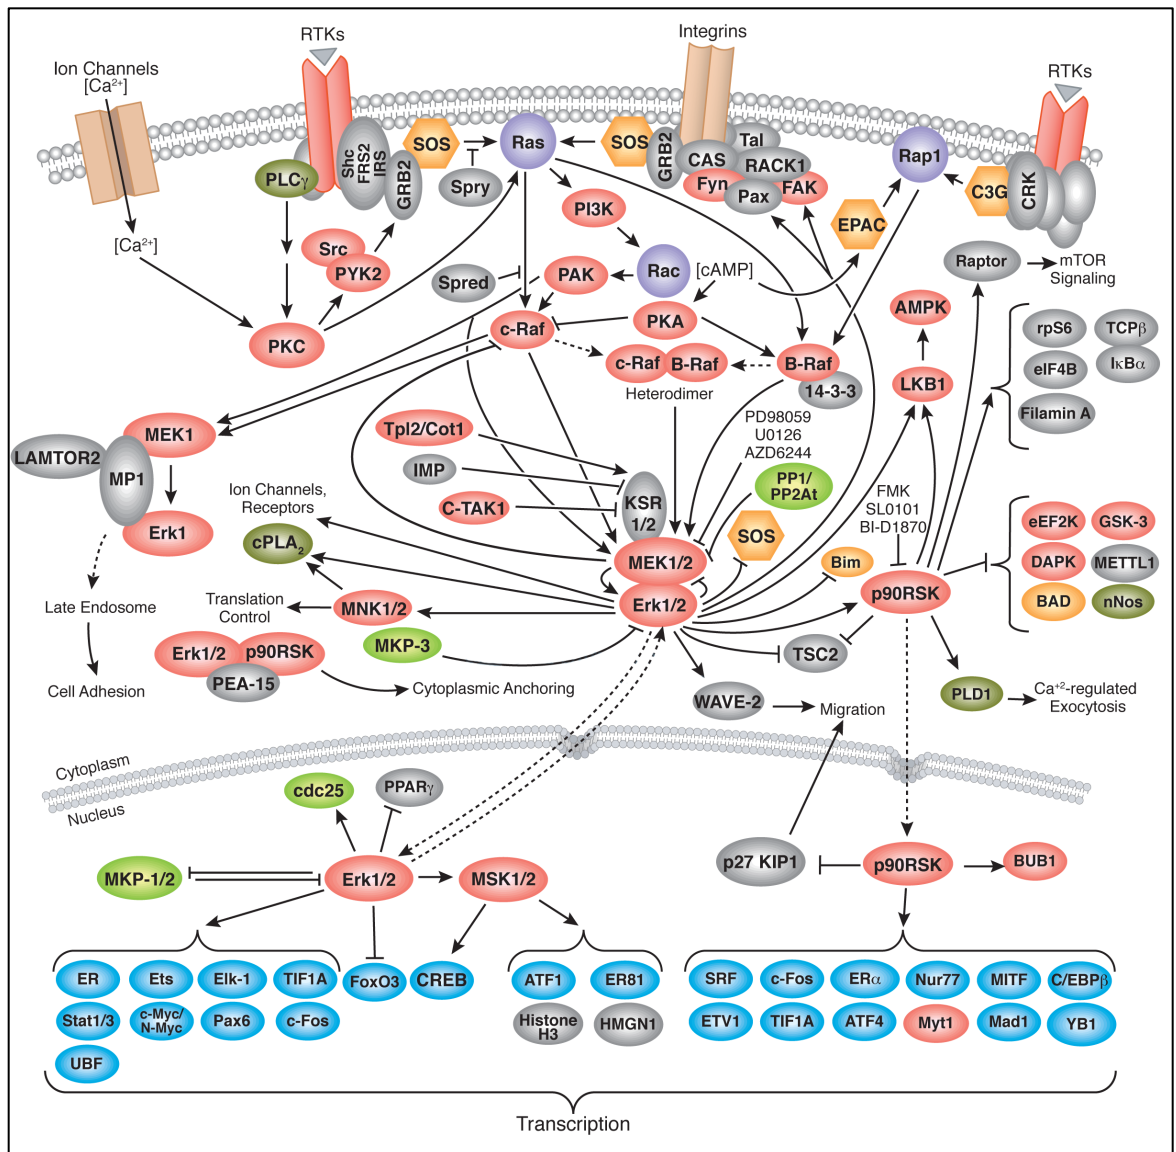 RTKs
Integrins
Ion Channels
[Ca²⁺]
RTKs
SOS
Ras
SOS
Tal
GRB2
CAS
RACK1
Rap1
Shc
FRS2
IRS
GRB2
PLCγ
Spry
Fyn
Pax
FAK
C3G
CRK
PI3K
EPAC
[Ca²⁺]
Src
PYK2
Raptor
mTOR
Signaling
Spred
PAK
Rac
[cAMP]
AMPK
PKC
c-Raf
PKA
rpS6
TCPβ
c-Raf
B-Raf
B-Raf
14-3-3
eIF4B
IκBα
Heterodimer
LKB1
Filamin A
PD98059
U0126
AZD6244
MEK1
Tpl2/Cot1
LAMTOR2
MP1
IMP
PP1/
PP2At
Ion Channels,
Receptors
C-TAK1
KSR
1/2
FMK
SL0101
BI-D1870
Erk1
cPLA₂
SOS
eEF2K
GSK-3
MEK1/2
Bim
DAPK
METTL1
Late Endosome
Translation
Control
MNK1/2
Erk1/2
p90RSK
BAD
nNos
Erk1/2
p90RSK
MKP-3
TSC2
PEA-15
Cell Adhesion
Cytoplasmic Anchoring
WAVE-2
Migration
PLD1
Ca⁺²-regulated
Exocytosis
Cytoplasm
Nucleus
cdc25
PPARγ
MKP-1/2
Erk1/2
MSK1/2
p27 KIP1
p90RSK
BUB1
ER
Ets
Elk-1
TIF1A
FoxO3
CREB
ATF1
ER81
SRF
c-Fos
ERα
Nur77
MITF
C/EBPβ
Stat1/3
c-Myc/
N-Myc
Pax6
c-Fos
Histone
H3
HMGN1
ETV1
TIF1A
ATF4
Myt1
Mad1
YB1
UBF
Transcription